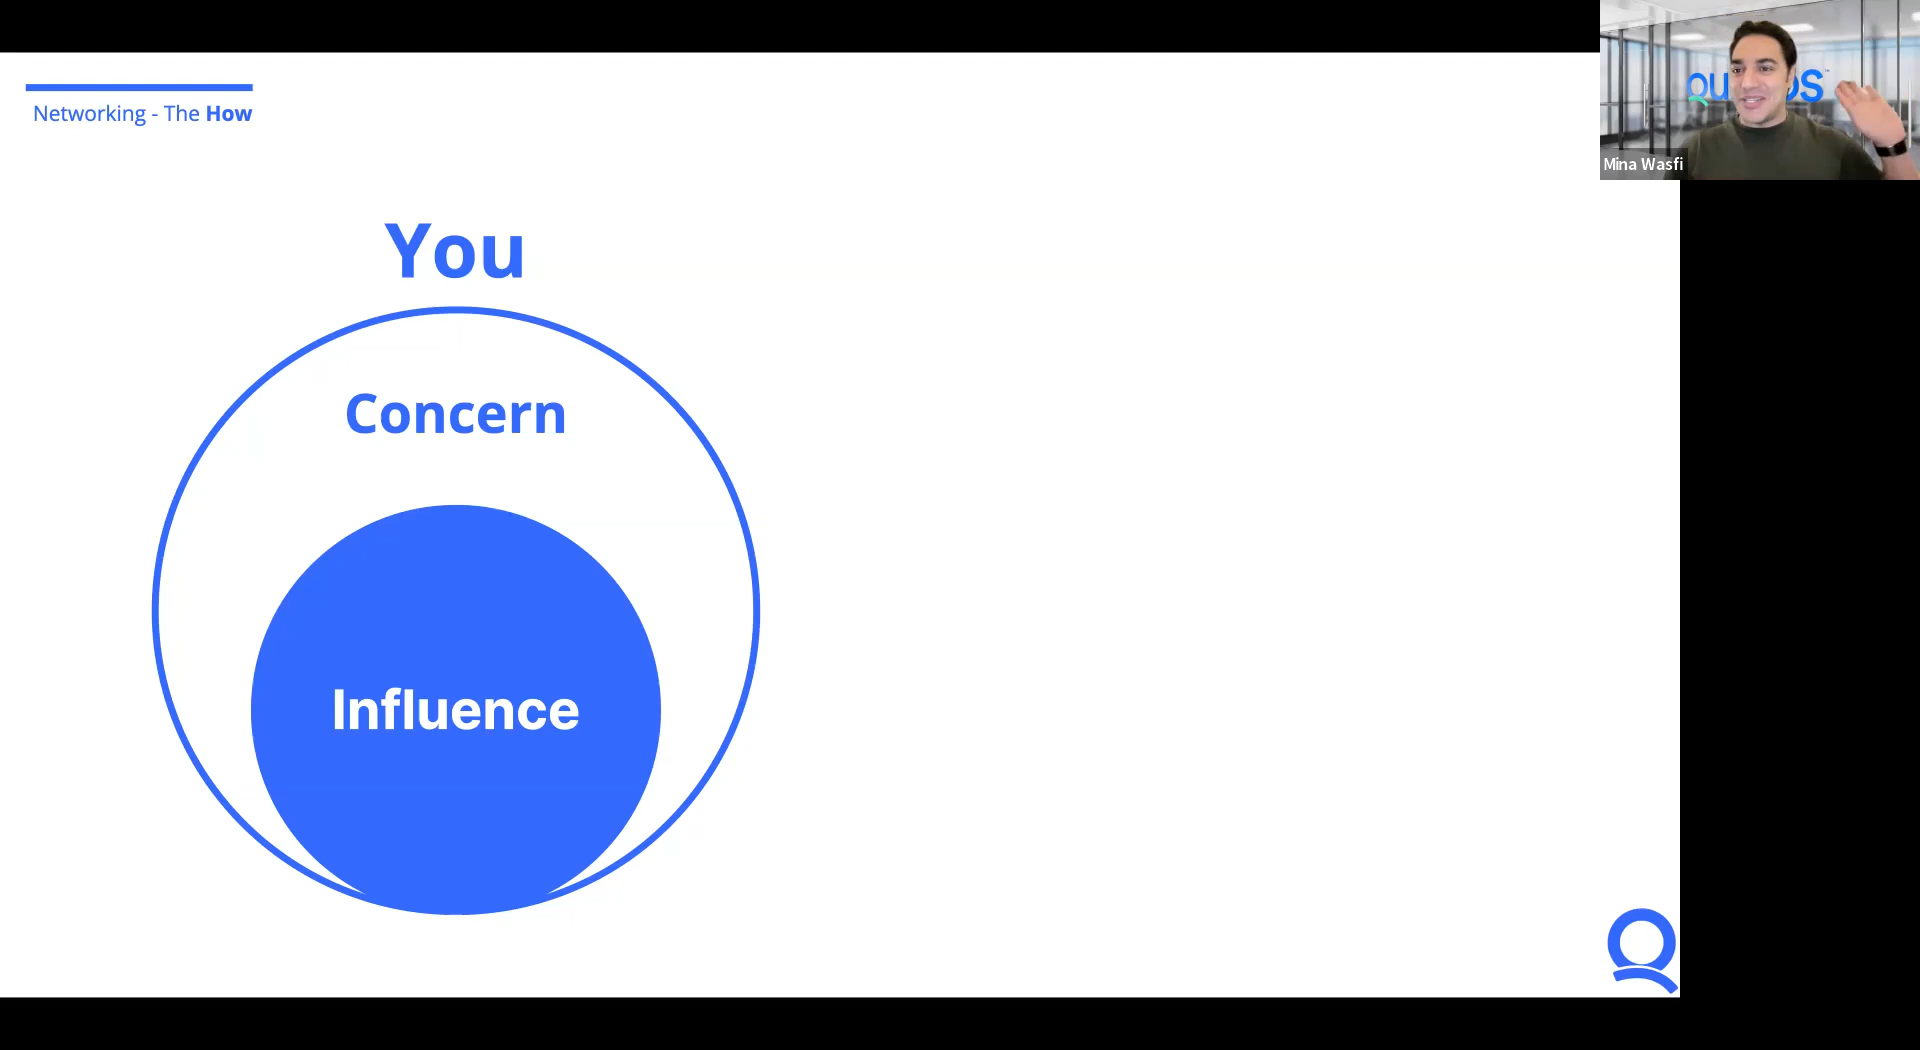 Networking - The How
You
Concern
Influence
Mina Wasfi